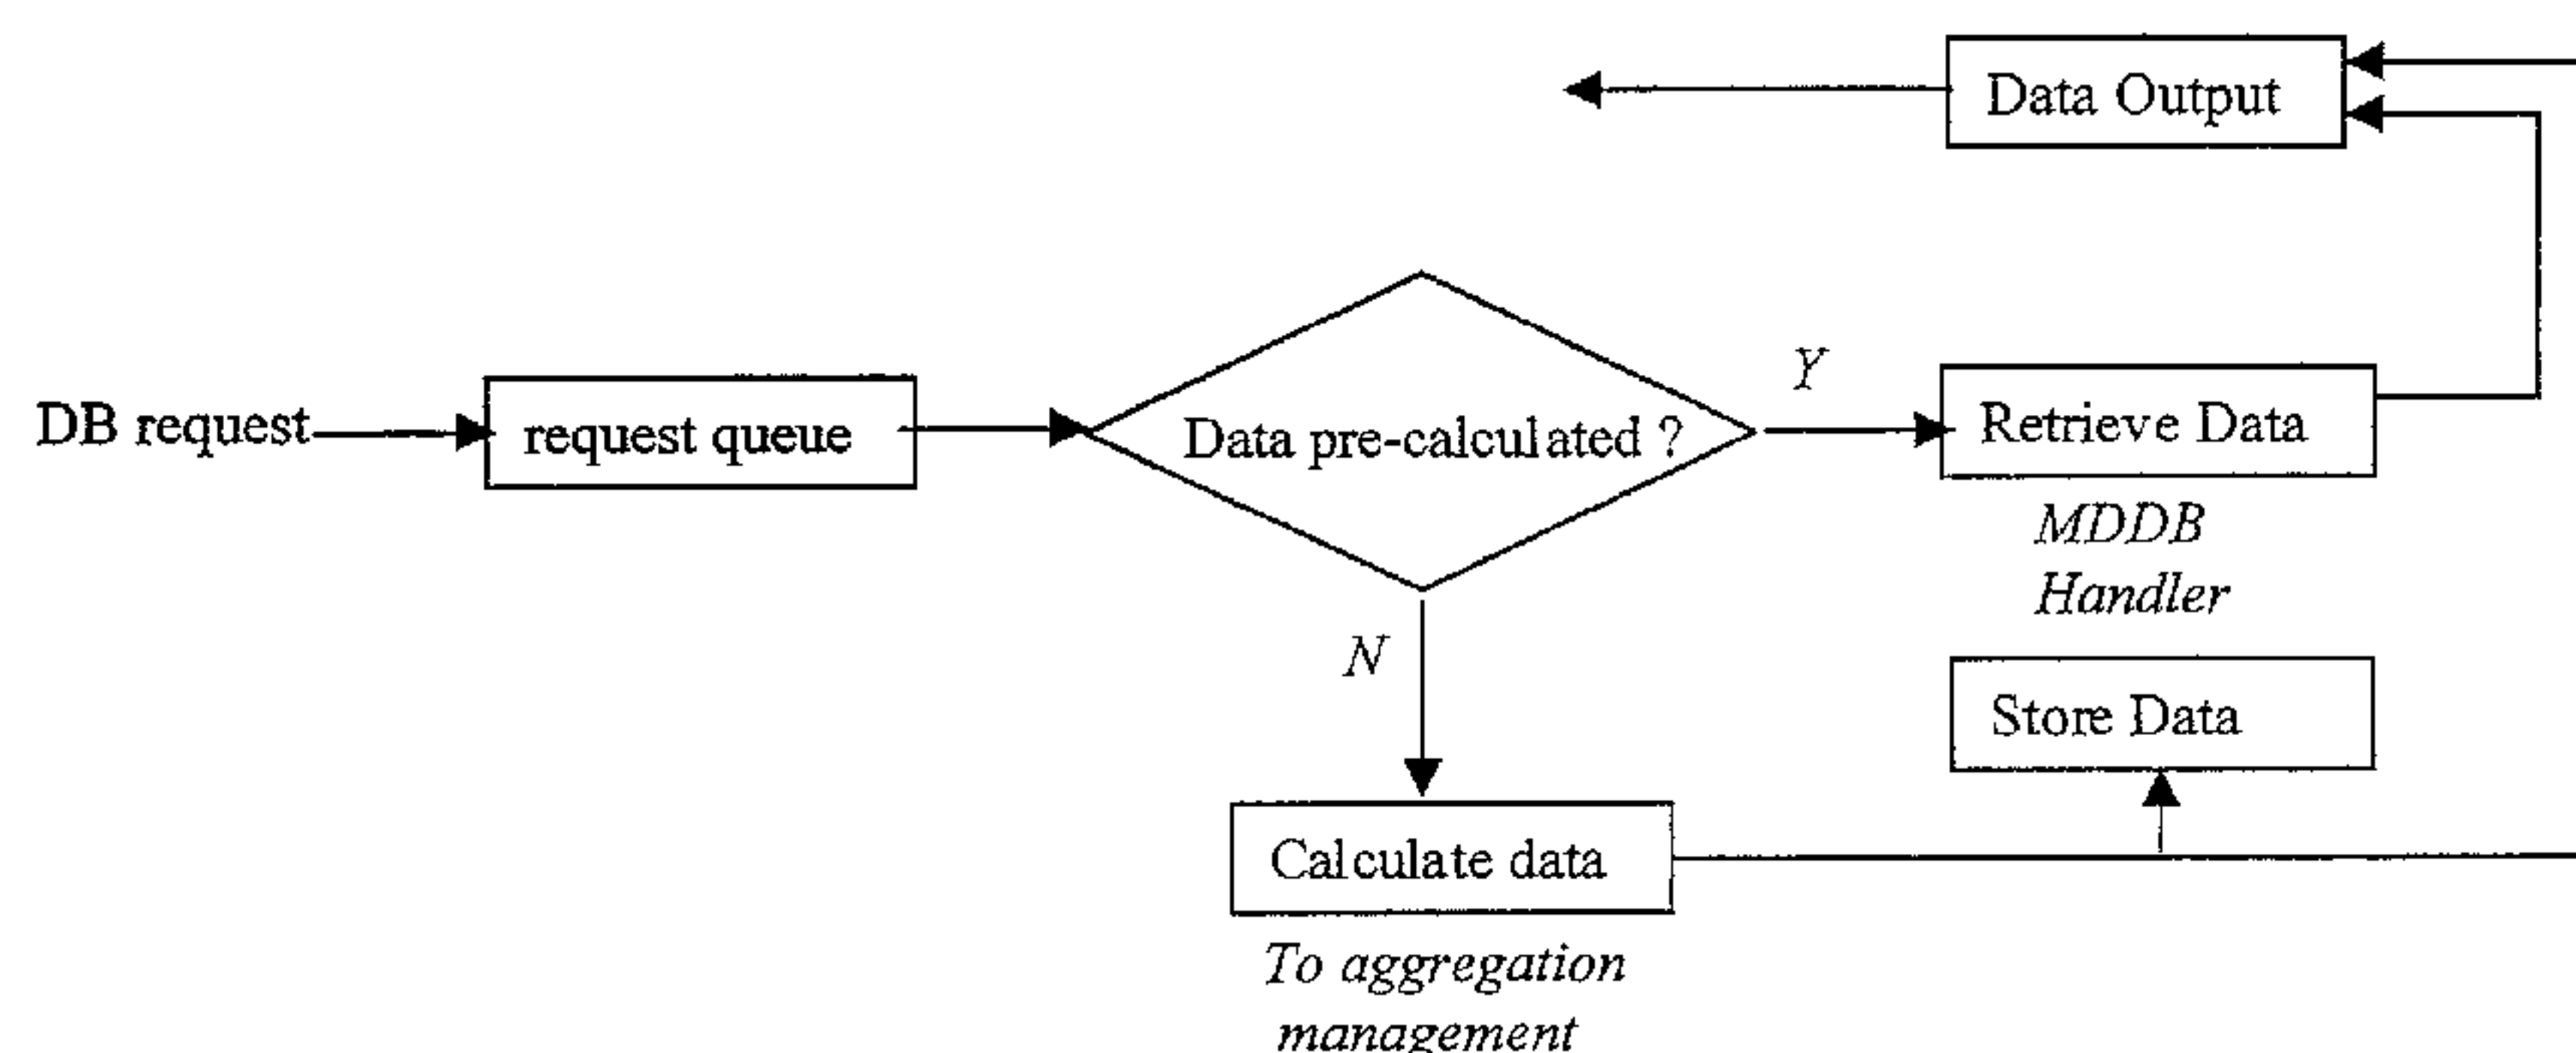 Data Output
DB request
request queue
Data pre-calculated ?
Y
Retrieve Data
MDDB
Handler
N
Store Data
Calculate data
To aggregation
management